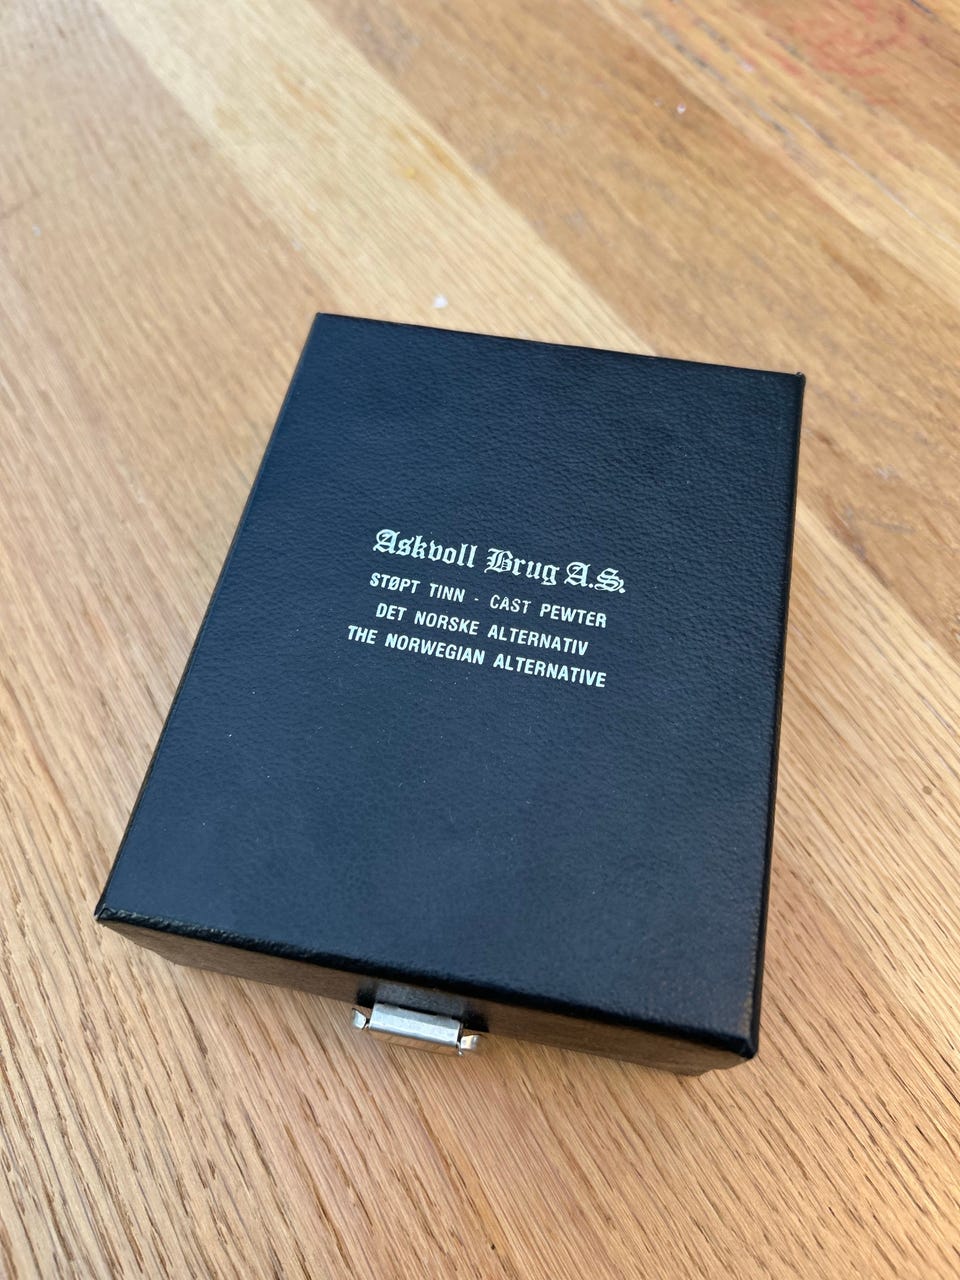 Askvoll Brug A.S.
STØPT TINN - CAST PEWTER
DET NORSKE ALTERNATIV
THE NORWEGIAN ALTERNATIVE